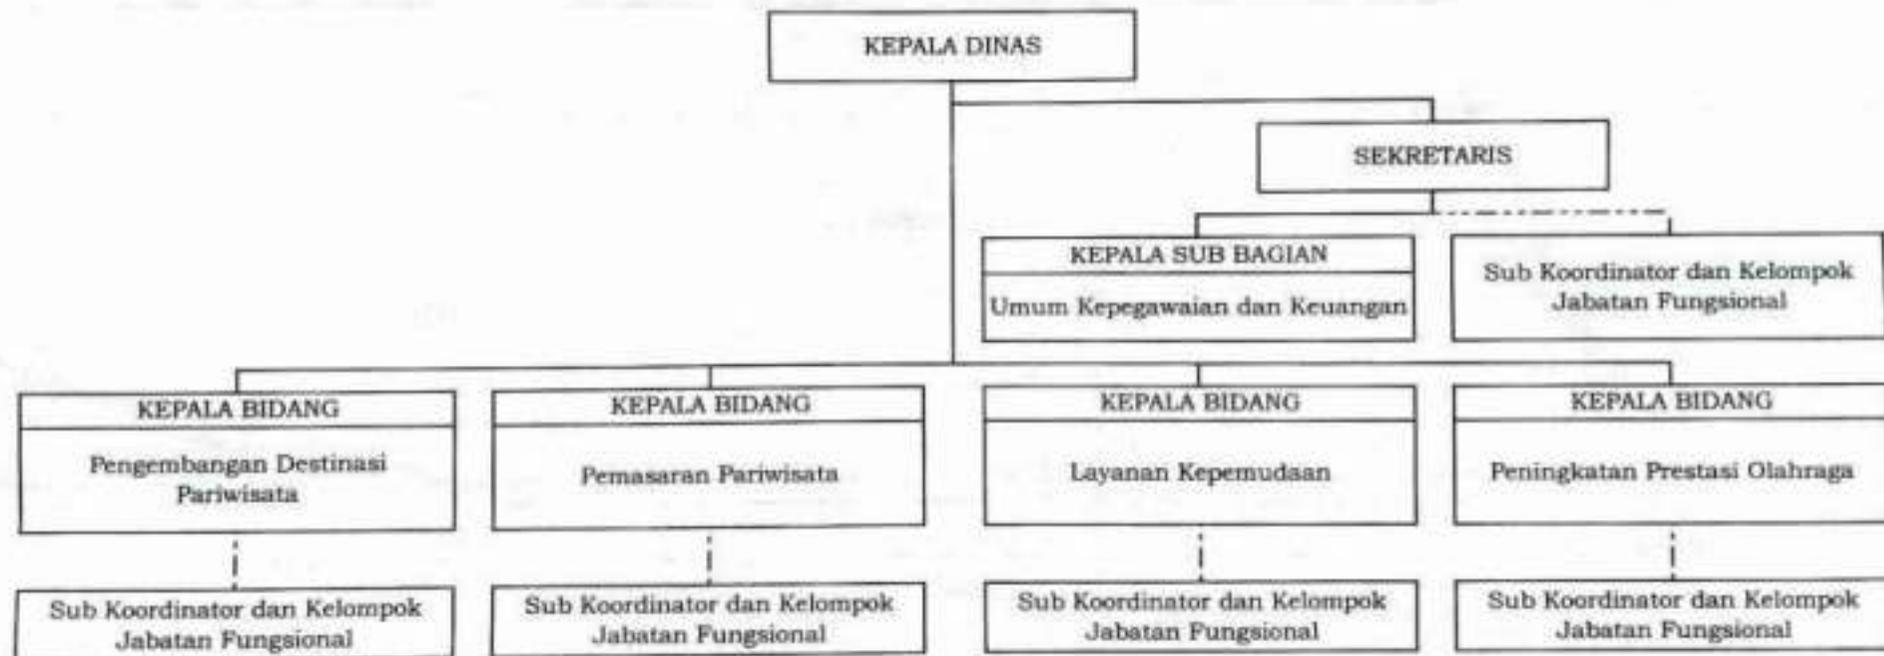 KEPALA DINAS
SEKRETARIS
KEPALA SUB BAGIAN
Umum Kepegawaian dan Keuangan
Sub Koordinator dan Kelompok
Jabatan Fungsional
KEPALA BIDANG
Pengembangan Destinasi
Pariwisata
KEPALA BIDANG
Pemasaran Pariwisata
KEPALA BIDANG
Layanan Kepemudaan
KEPALA BIDANG
Peningkatan Prestasi Olahraga
Sub Koordinator dan Kelompok
Jabatan Fungsional
Sub Koordinator dan Kelompok
Jabatan Fungsional
Sub Koordinator dan Kelompok
Jabatan Fungsional
Sub Koordinator dan Kelompok
Jabatan Fungsional